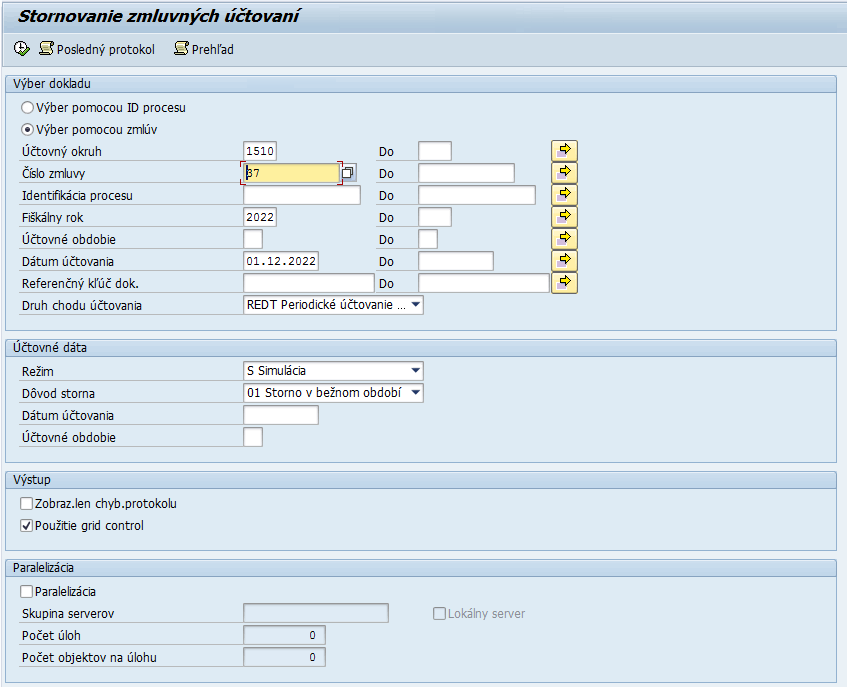 Stornovanie zmluvných účtovaní
Posledný protokol Prehľad
Výber dokladu
Výber pomocou ID procesu
Výber pomocou zmlúv
Účtovný okruh 1510 Do
Číslo zmluvy 37 Do
Identifikácia procesu Do
Fiškálny rok 2022 Do
Účtovné obdobie Do
Dátum účtovania 01.12.2022 Do
Referenčný kľúč dok. Do
Druh chodu účtovania REDT Periodické účtovanie ...
Účtovné dáta
Režim S Simulácia
Dôvod storna 01 Storno v bežnom období
Dátum účtovania
Účtovné obdobie
Výstup
Zobraz.len chyb.protokolu
Použitie grid control
Paralelizácia
Paralelizácia
Skupina serverov Lokálny server
Počet úloh 0
Počet objektov na úlohu 0